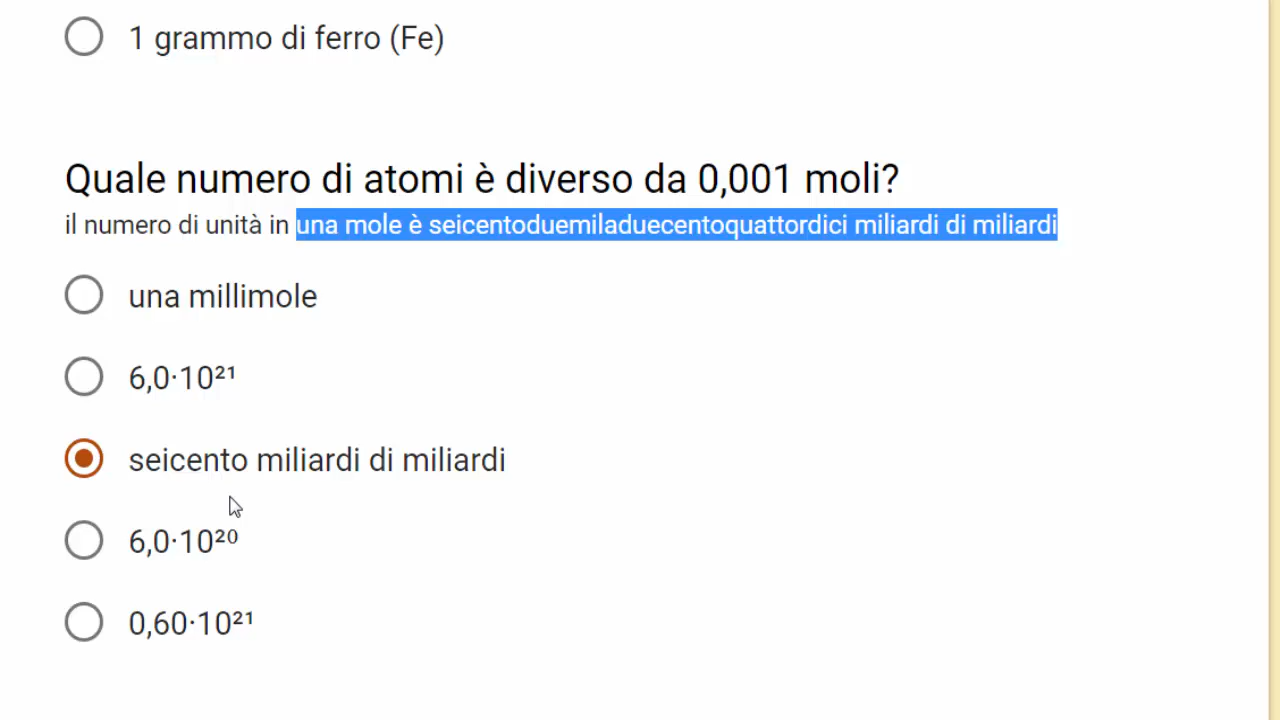 1 grammo di ferro (Fe)
Quale numero di atomi è diverso da 0,001 moli?
il numero di unità in una mole è seicentoduemiladuecentoquattordici miliardi di miliardi
una millimole
6,0·10²¹
seicento miliardi di miliardi
6,0·10²⁰
0,60·10²¹